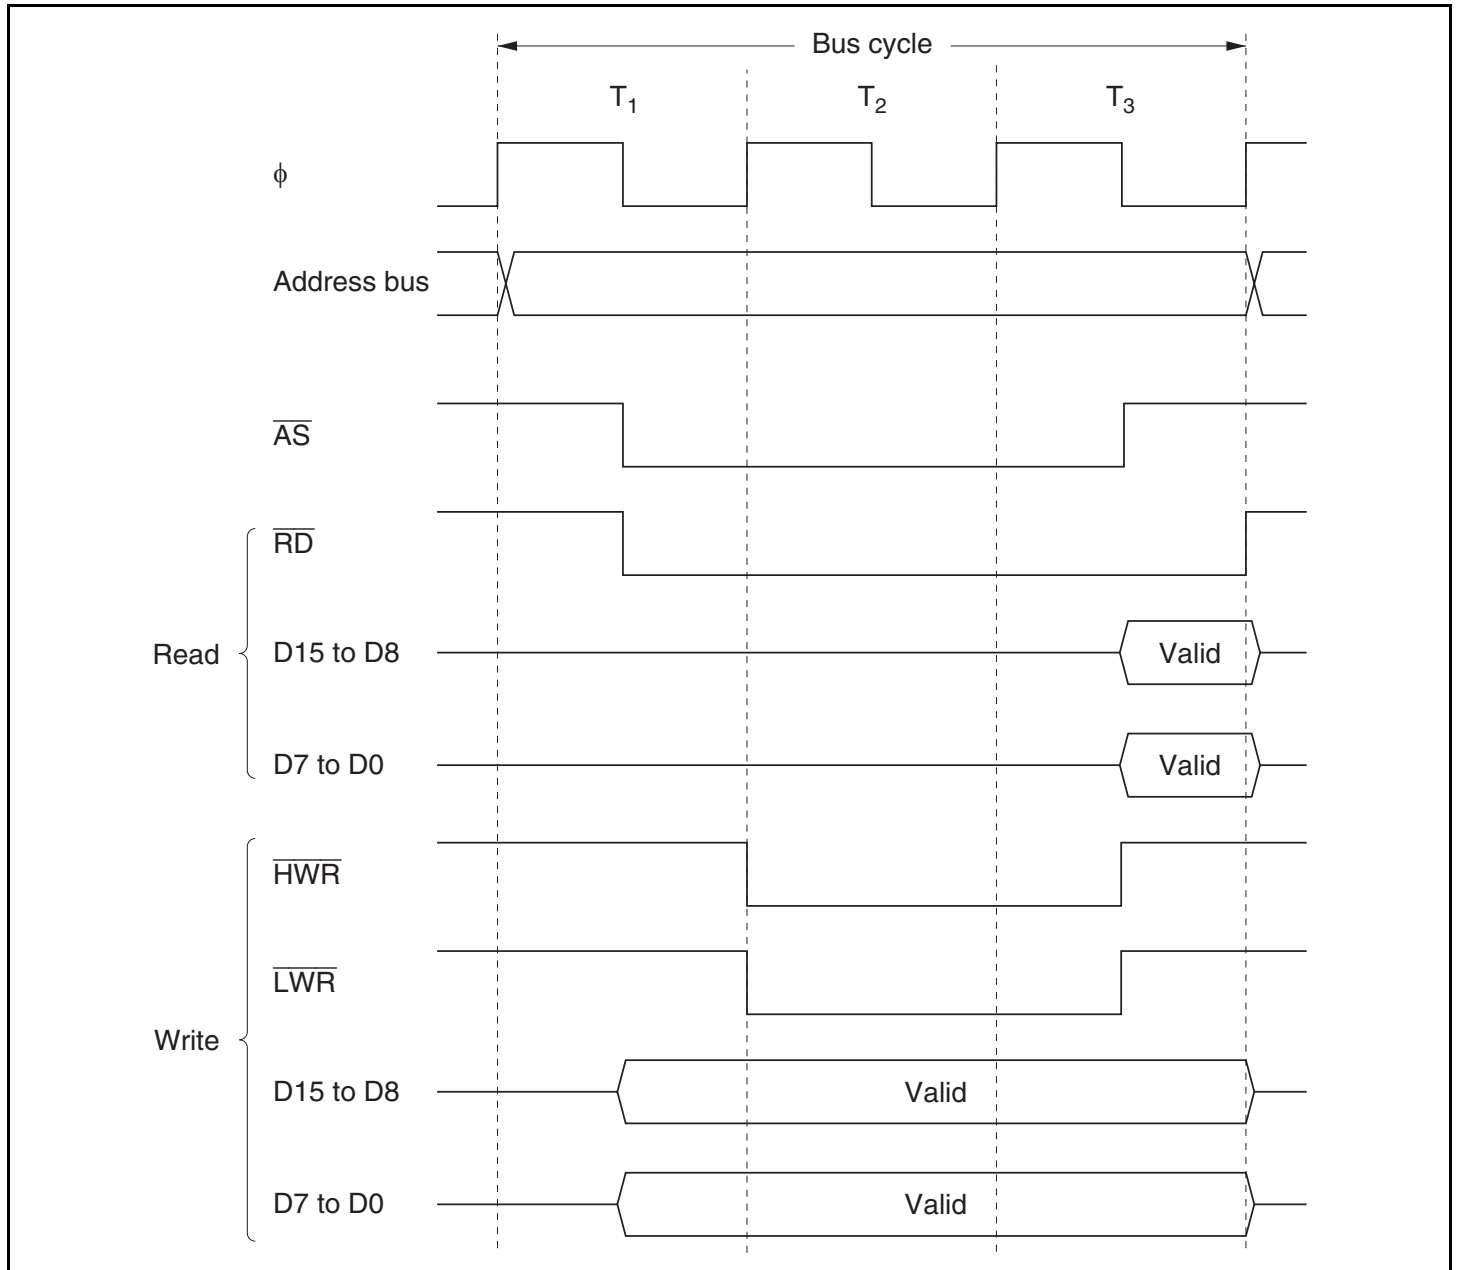 Bus cycle
T1 T2 T3
ϕ
Address bus
AS
RD
Read
D15 to D8 Valid
D7 to D0 Valid
HWR
LWR
Write
D15 to D8 Valid
D7 to D0 Valid